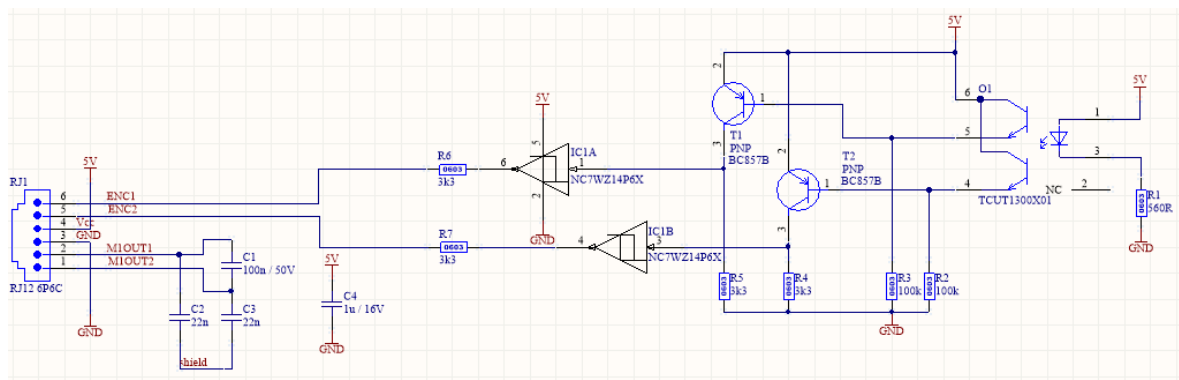 5V
6
O1
5V
2
1
1
5
T1
PNP
BC857B
3
3
5V
5
IC1A
6
1
NC7WZ14P6X
2
GND
R6
0603
3k3
2
T2
PNP
BC857B
1
4
NC
2
TCUT1300X01
R1
0603
560R
GND
3
5V
RJ1
6
ENC1
5
ENC2
4
Vcc
3
GND
2
M1OUT1
1
M1OUT2
RJ12 6P6C
GND
R7
0603
3k3
4
IC1B
3
NC7WZ14P6X
C1
100n / 50V
5V
C4
1u / 16V
GND
C2
22n
C3
22n
shield
R5
0603
3k3
R4
0603
3k3
R3
0603
100k
R2
0603
100k
GND